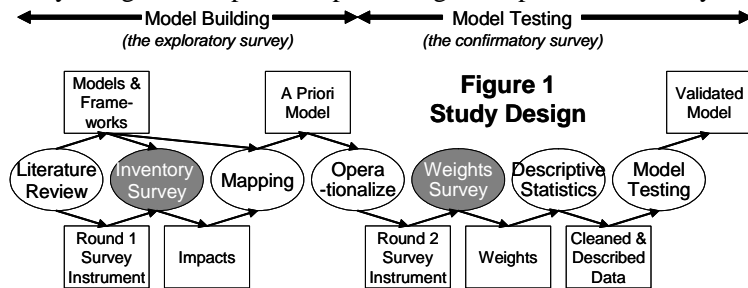 Model Building
Model Testing
(the exploratory survey)
(the confirmatory survey)
Models &
Frame-
works
A Priori
Model
Figure 1
Study Design
Validated
Model
Literature
Review
Inventory
Survey
Mapping
Opera
-tionalize
Weights
Survey
Descriptive
Statistics
Model
Testing
Round 1
Survey
Instrument
Impacts
Round 2
Survey
Instrument
Weights
Cleaned &
Described
Data